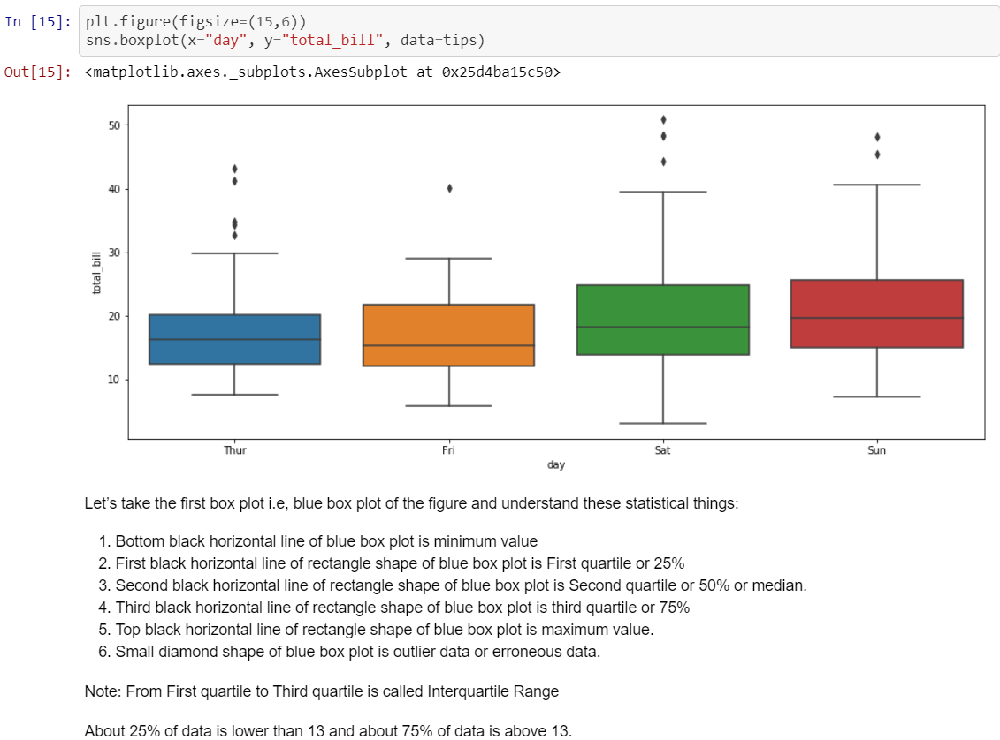 In [15]: plt.figure(figsize=(15,6))
sns.boxplot(x="day", y="total_bill", data=tips)
Out[15]: <matplotlib.axes._subplots.AxesSubplot at 0x25d4ba15c50>
50
40
30
20
10
total_bill
Thur Fri Sat Sun
day
Let’s take the first box plot i.e, blue box plot of the figure and understand these statistical things:
1. Bottom black horizontal line of blue box plot is minimum value
2. First black horizontal line of rectangle shape of blue box plot is First quartile or 25%
3. Second black horizontal line of rectangle shape of blue box plot is Second quartile or 50% or median.
4. Third black horizontal line of rectangle shape of blue box plot is third quartile or 75%
5. Top black horizontal line of rectangle shape of blue box plot is maximum value.
6. Small diamond shape of blue box plot is outlier data or erroneous data.
Note: From First quartile to Third quartile is called Interquartile Range
About 25% of data is lower than 13 and about 75% of data is above 13.